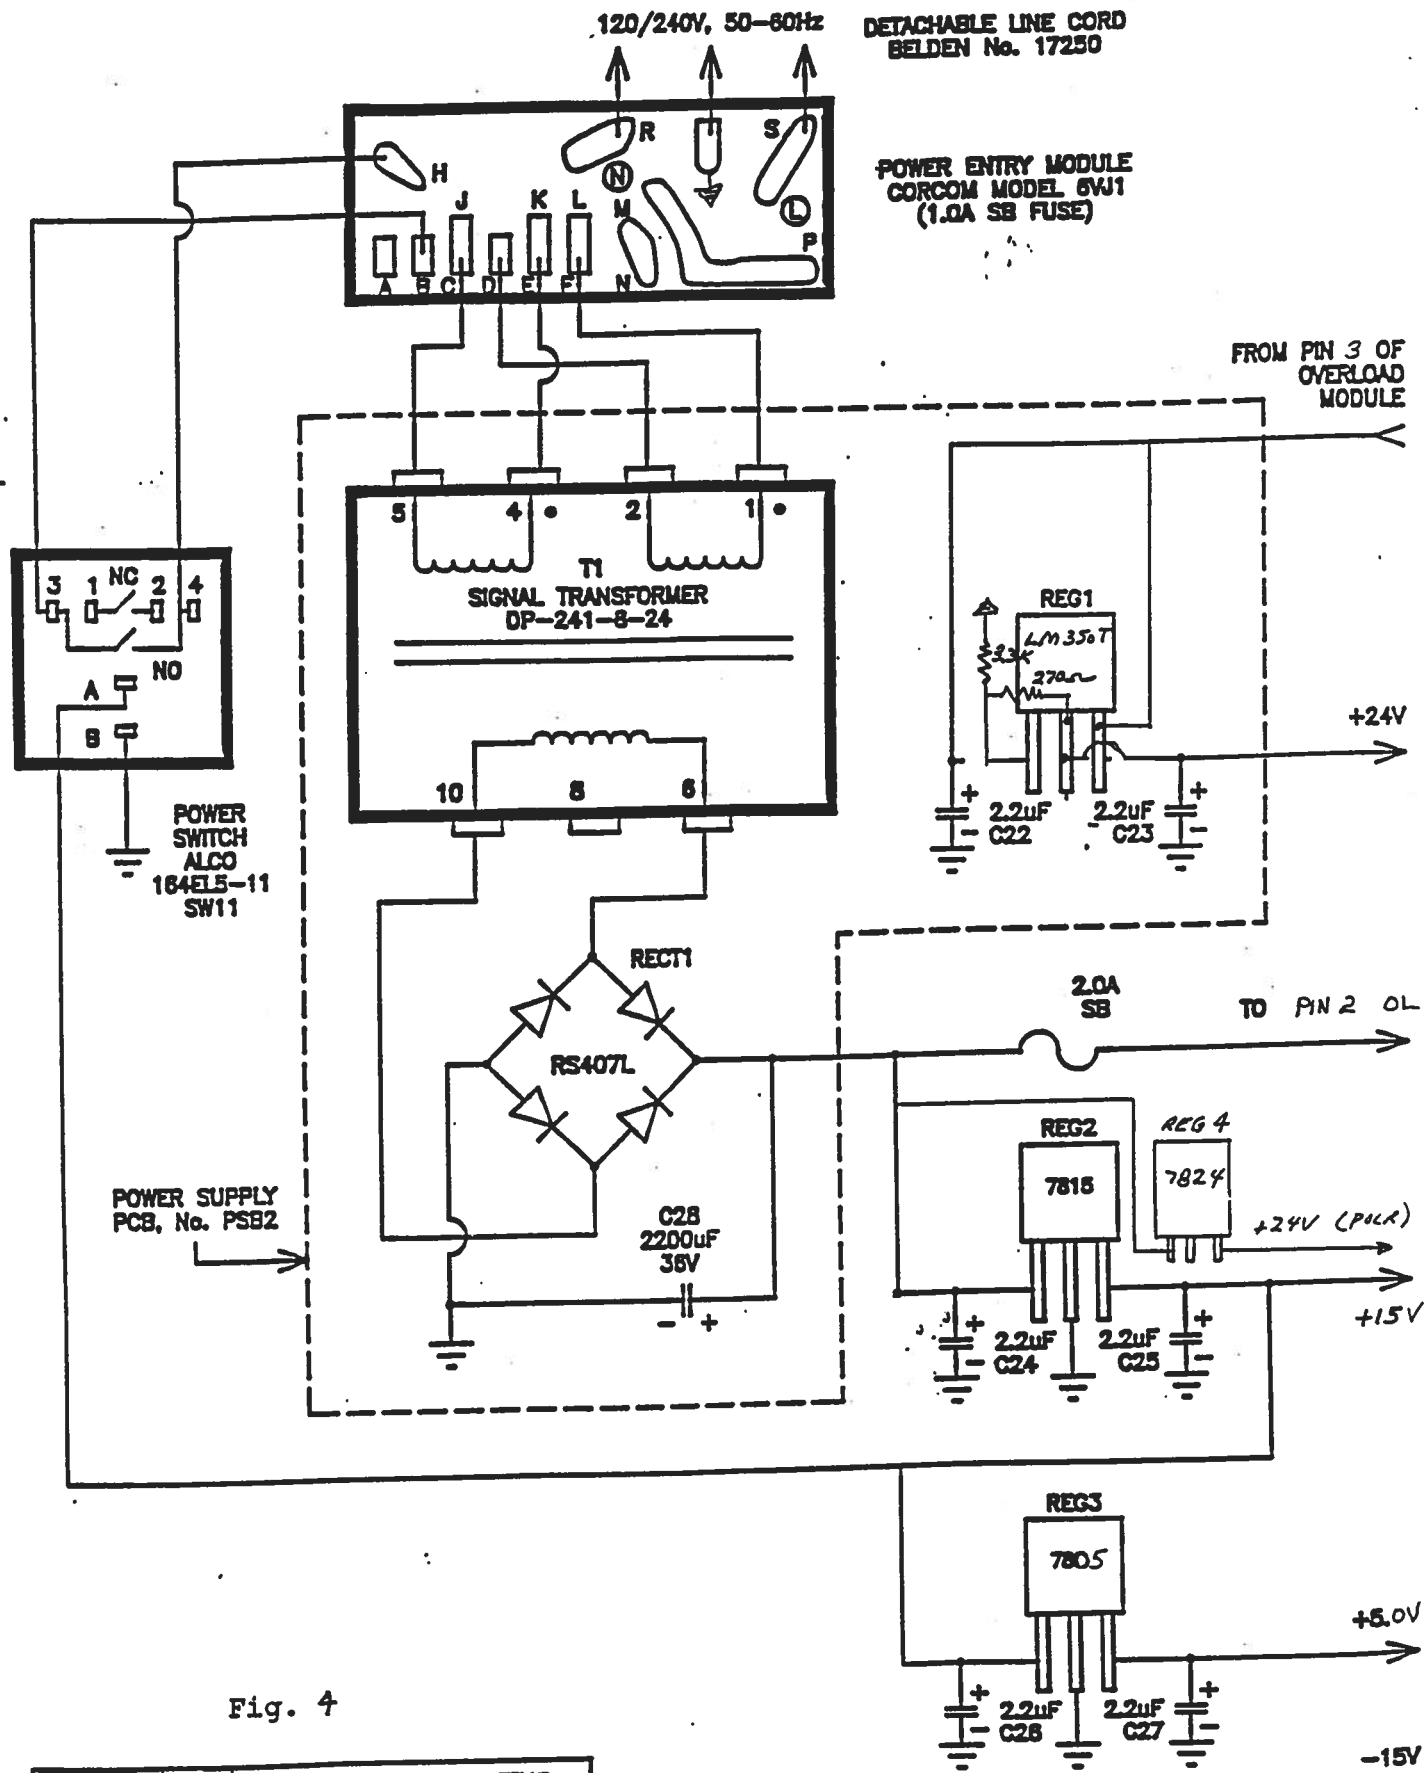 120/240V, 50-60Hz
DETACHABLE LINE CORD
BELDEN No. 17250
H
R
N
S
L
J
K
L
M
P
A
B
C
D
E
F
N
POWER ENTRY MODULE
CORCOM MODEL 6VJ1
(1.0A SB FUSE)
FROM PIN 3 OF
OVERLOAD
MODULE
5
4
2
1
T1
SIGNAL TRANSFORMER
DP-241-8-24
10
8
6
3
1
NC
2
4
NO
A
B
POWER
SWITCH
ALCO
164EL5-11
SW11
REG1
LM350T
3.3K
270Ω
+24V
+
-
2.2uF
C22
2.2uF
C23
+
-
RECT1
RS407L
2.0A
SB
TO PIN 2 OL
REG2
7815
REG 4
7824
+24V (POLR)
+15V
POWER SUPPLY
PCB, No. PSB2
C28
2200uF
35V
-
+
+
-
2.2uF
C24
2.2uF
C25
+
-
REG3
7805
+5.0V
+
-
2.2uF
C26
2.2uF
C27
+
-
-15V
Fig. 4